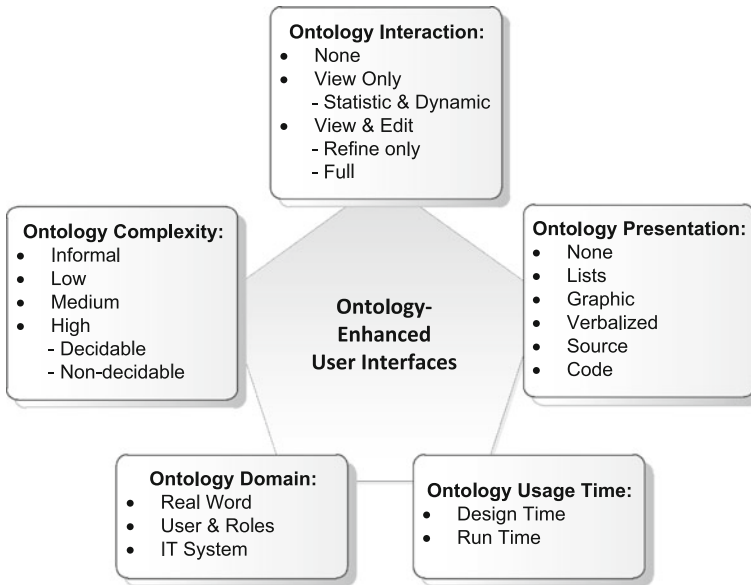 Ontology Interaction:
• None
• View Only
- Statistic & Dynamic
• View & Edit
- Refine only
- Full
Ontology Complexity:
• Informal
• Low
• Medium
• High
- Decidable
- Non-decidable
Ontology-
Enhanced
User Interfaces
Ontology Presentation:
• None
• Lists
• Graphic
• Verbalized
• Source
• Code
Ontology Domain:
• Real Word
• User & Roles
• IT System
Ontology Usage Time:
• Design Time
• Run Time